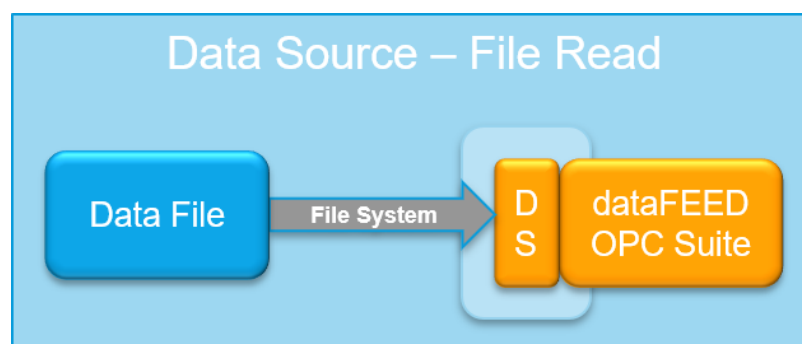 Data Source – File Read
Data File
File System
D
S
dataFEED
OPC Suite